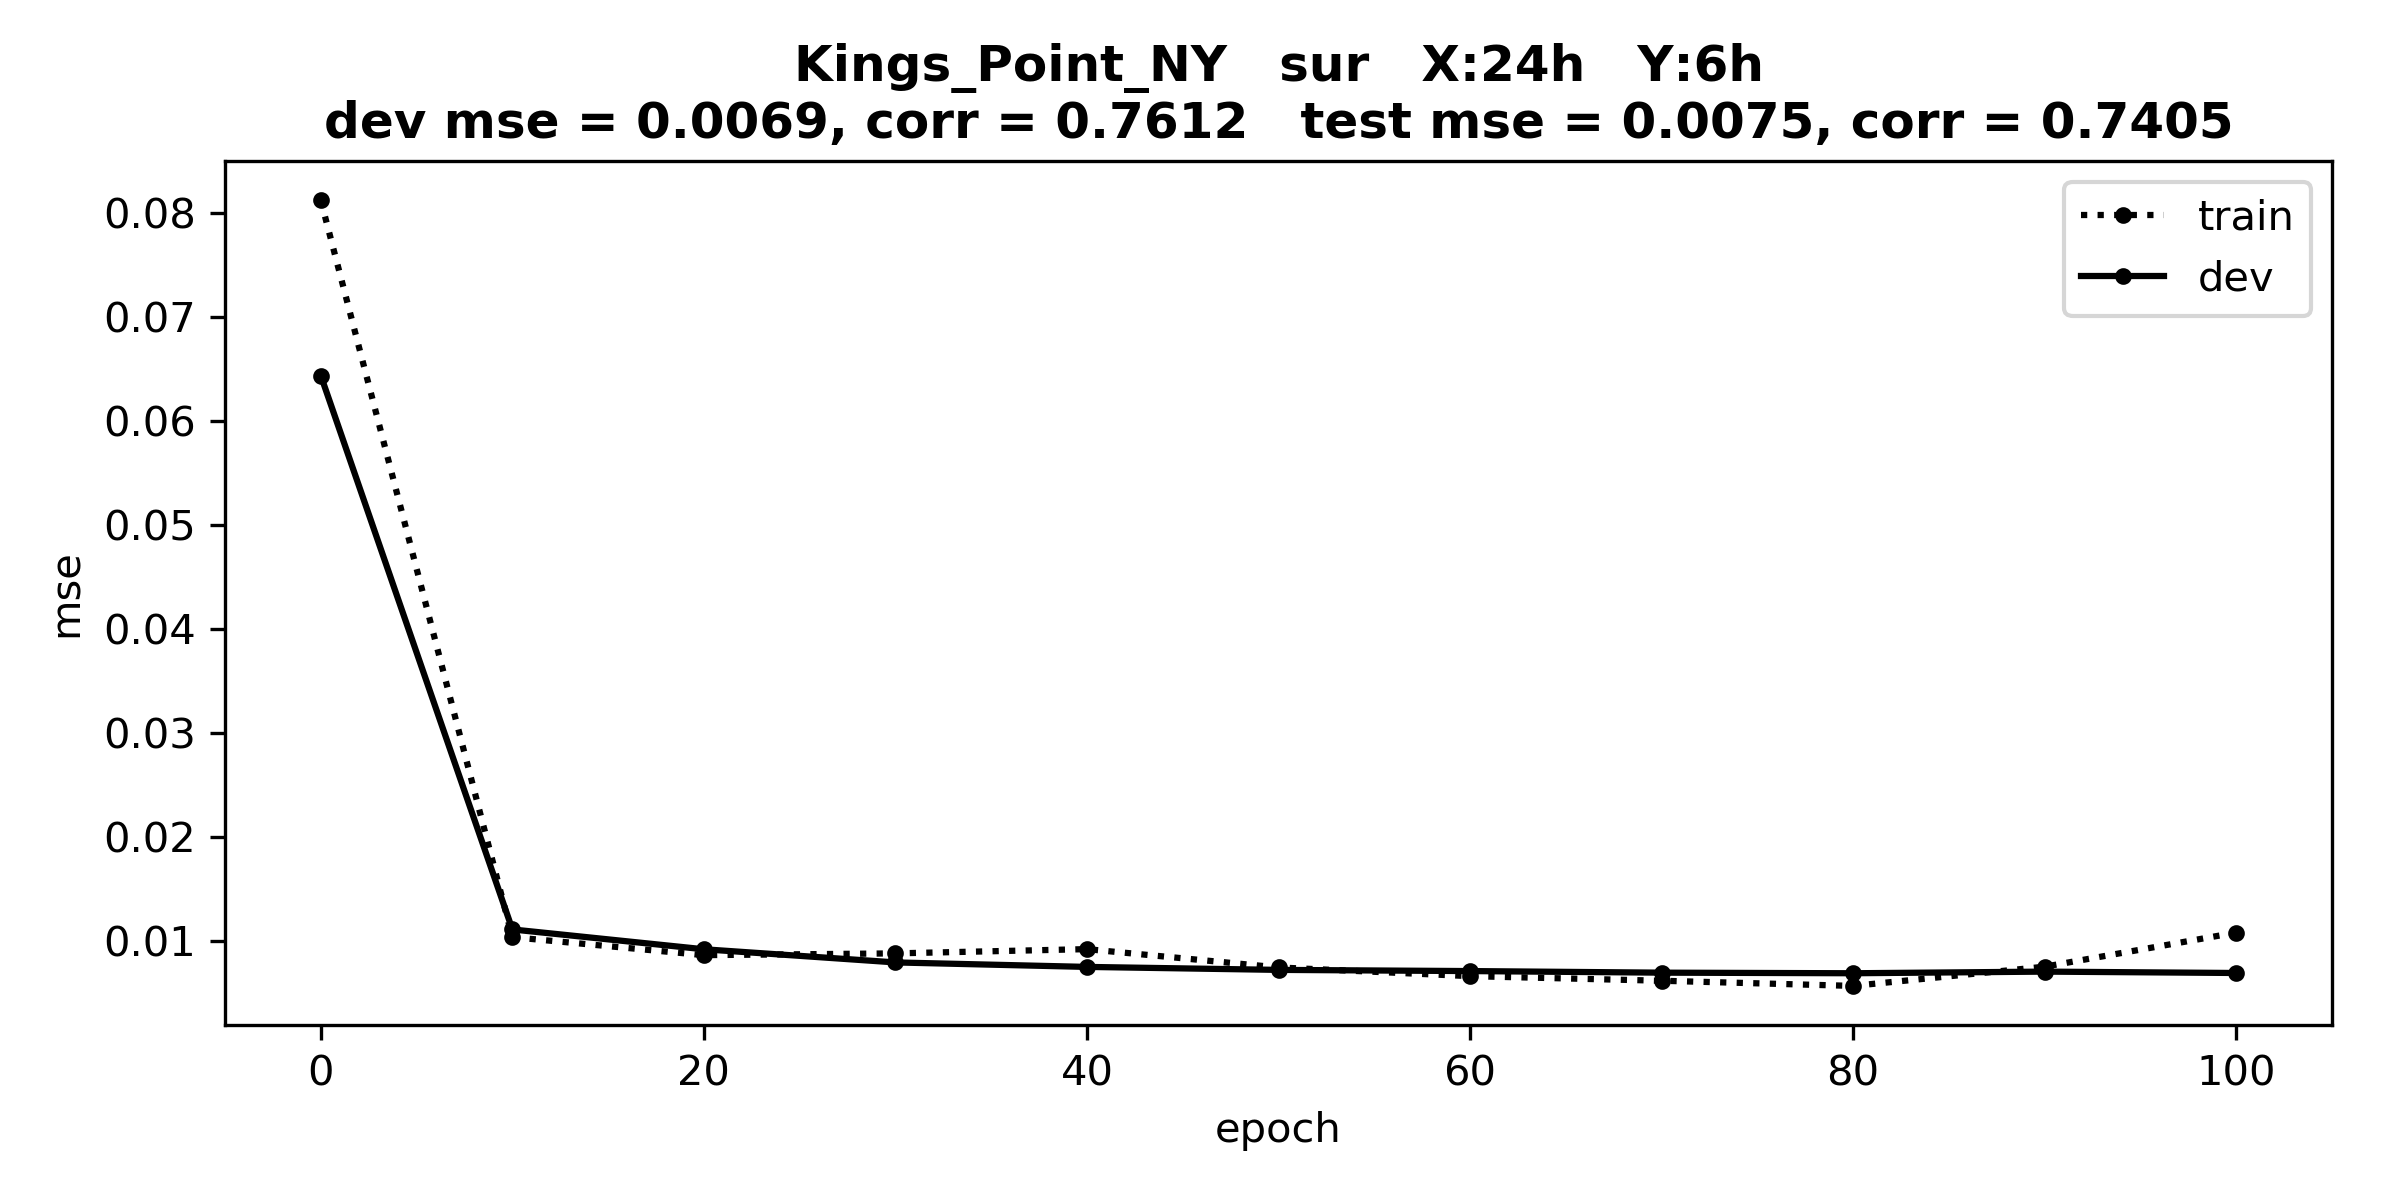 Kings_Point_NY   sur   X:24h   Y:6h
dev mse = 0.0069, corr = 0.7612   test mse = 0.0075, corr = 0.7405
train
dev
0.08
0.07
0.06
0.05
0.04
0.03
0.02
0.01
mse
0 20 40 60 80 100
epoch